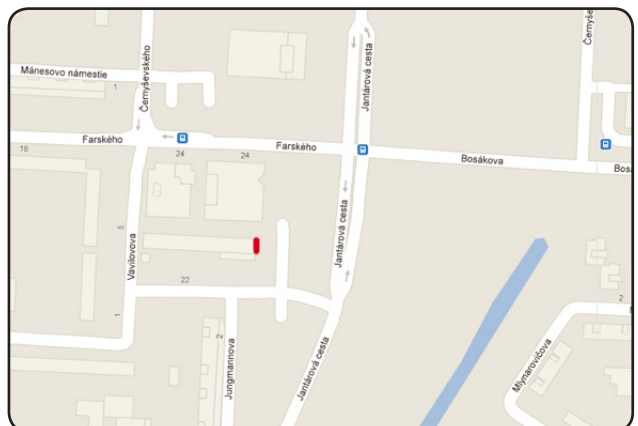 Černyše
Jantárová cesta
Černyševského
Mánesovo námestie
1
Farského
24
24
Farského
Bosákova
18
Bos
5
Vavilovova
Jantárová cesta
22
2
1
2
Jungmannova
Jantárová cesta
Mlynarovičova